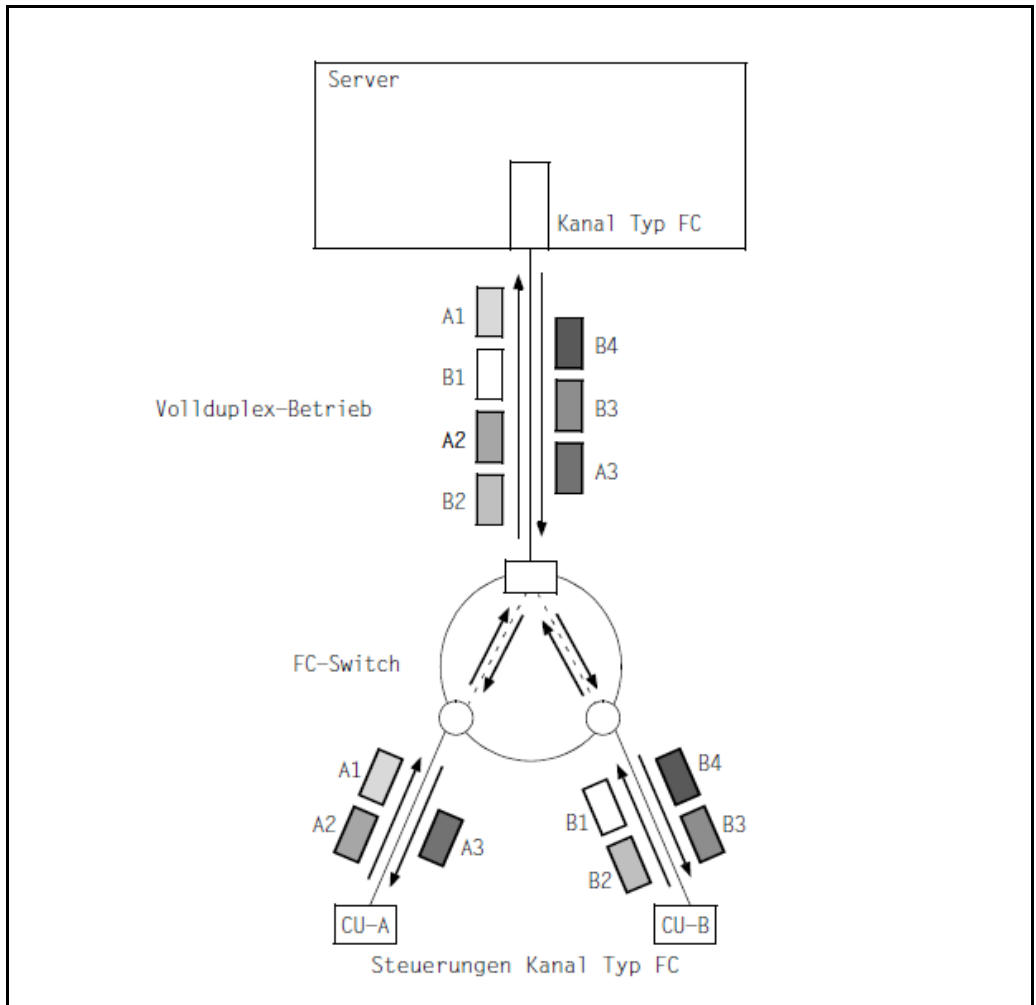 Server
Kanal Typ FC
A1
B4
B1
B3
Vollduplex-Betrieb
A2
A3
B2
FC-Switch
A1
B4
A2
B1
B3
A3
B2
CU-A
CU-B
Steuerungen Kanal Typ FC